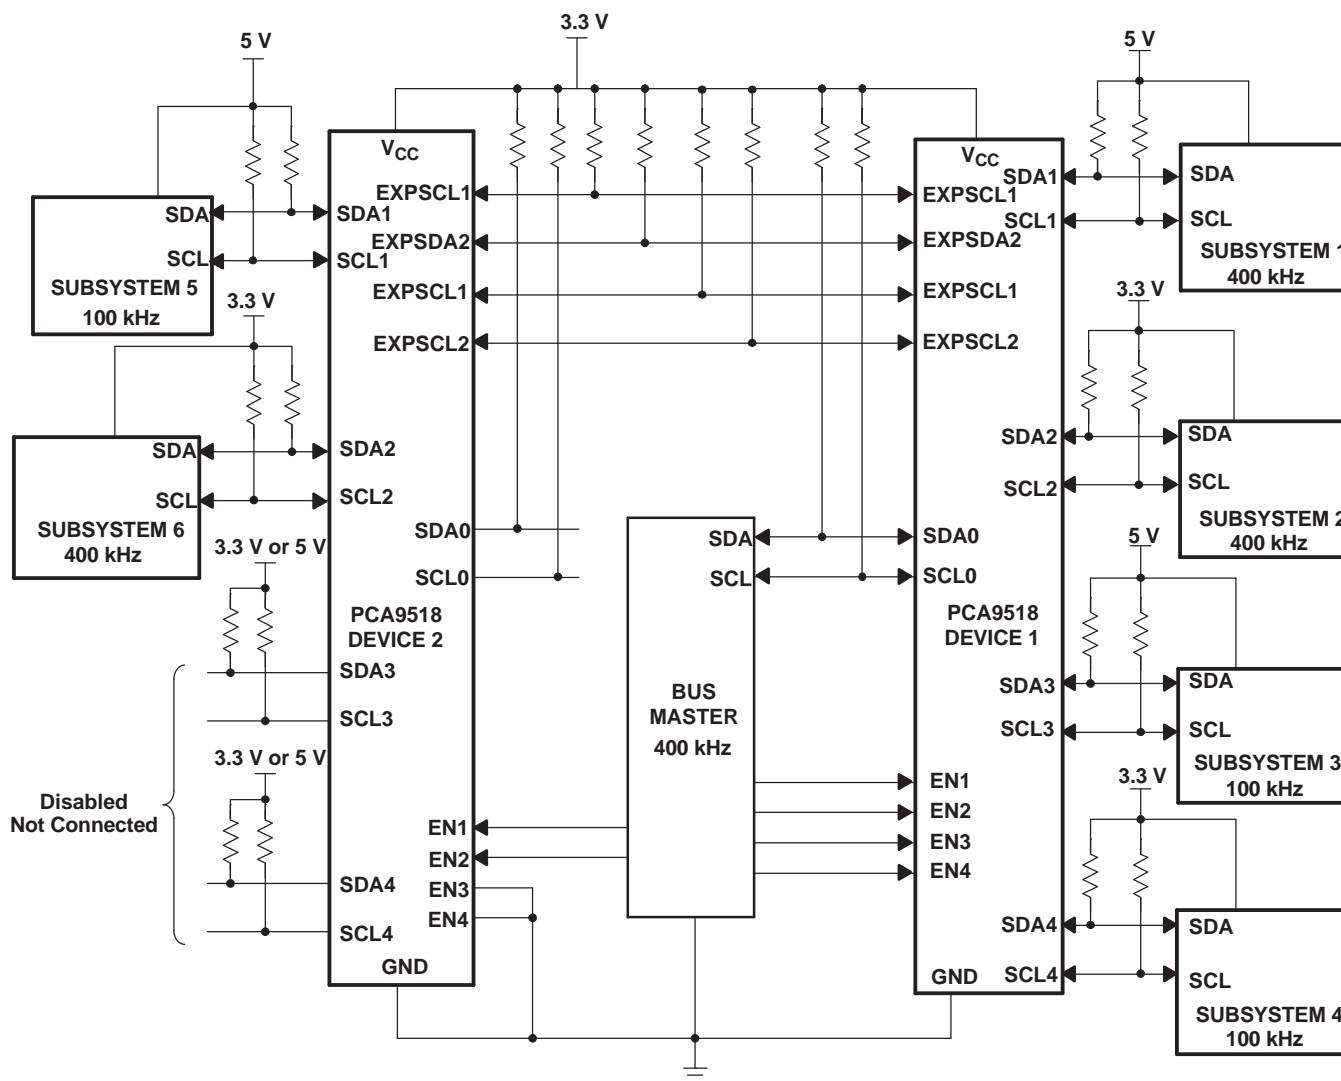 3.3 V
5 V
5 V
V_CC
V_CC
EXPSCL1
EXPSDA2
EXPSCL1
EXPSCL2
EXPSCL1
EXPSDA2
EXPSCL1
EXPSCL2
SDA
SCL
SUBSYSTEM 5
100 kHz
SDA1
SCL1
3.3 V
SDA
SCL
SUBSYSTEM 6
400 kHz
SDA2
SCL2
SDA0
SCL0
PCA9518
DEVICE 2
3.3 V or 5 V
SDA3
SCL3
3.3 V or 5 V
Disabled
Not Connected
SDA4
SCL4
EN1
EN2
EN3
EN4
GND
SDA
SCL
BUS
MASTER
400 kHz
SDA1
SCL1
SDA
SCL
SUBSYSTEM 1
400 kHz
3.3 V
SDA2
SCL2
SDA
SCL
SUBSYSTEM 2
400 kHz
SDA0
SCL0
PCA9518
DEVICE 1
5 V
SDA3
SCL3
SDA
SCL
SUBSYSTEM 3
100 kHz
EN1
EN2
EN3
EN4
3.3 V
SDA4
SCL4
SDA
SCL
SUBSYSTEM 4
100 kHz
GND